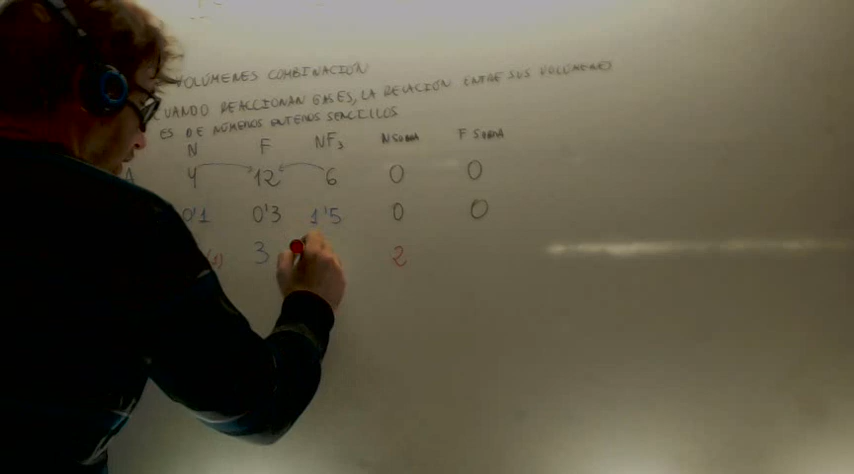 VOLÚMENES COMBINACIÓN
CUANDO REACCIONAN GASES, LA RELACIÓN ENTRE SUS VOLÚMENES
ES DE NÚMEROS ENTEROS SENCILLOS
N F NF₃ N SOBRA F SOBRA
A 4 12 6 0 0
0'1 0'3 1'5 0 0
(1) 3 2